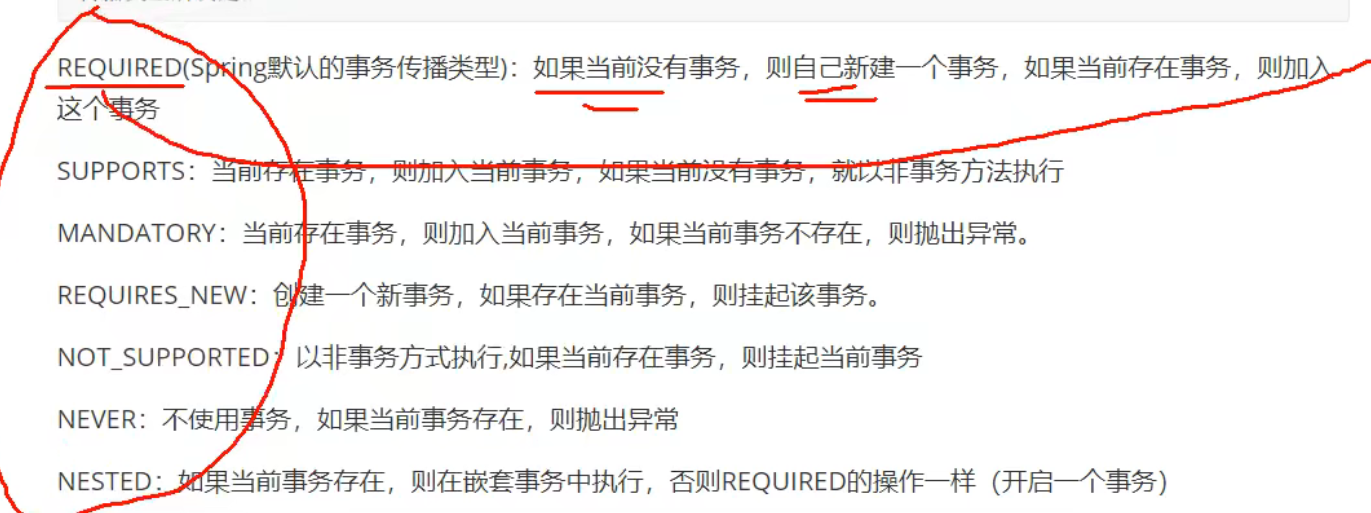 REQUIRED(Spring默认的事务传播类型)：如果当前没有事务，则自己新建一个事务，如果当前存在事务，则加入
这个事务
SUPPORTS：当前存在事务，则加入当前事务，如果当前没有事务，就以非事务方法执行
MANDATORY：当前存在事务，则加入当前事务，如果当前事务不存在，则抛出异常。
REQUIRES_NEW：创建一个新事务，如果存在当前事务，则挂起该事务。
NOT_SUPPORTED：以非事务方式执行,如果当前存在事务，则挂起当前事务
NEVER：不使用事务，如果当前事务存在，则抛出异常
NESTED：如果当前事务存在，则在嵌套事务中执行，否则REQUIRED的操作一样（开启一个事务）